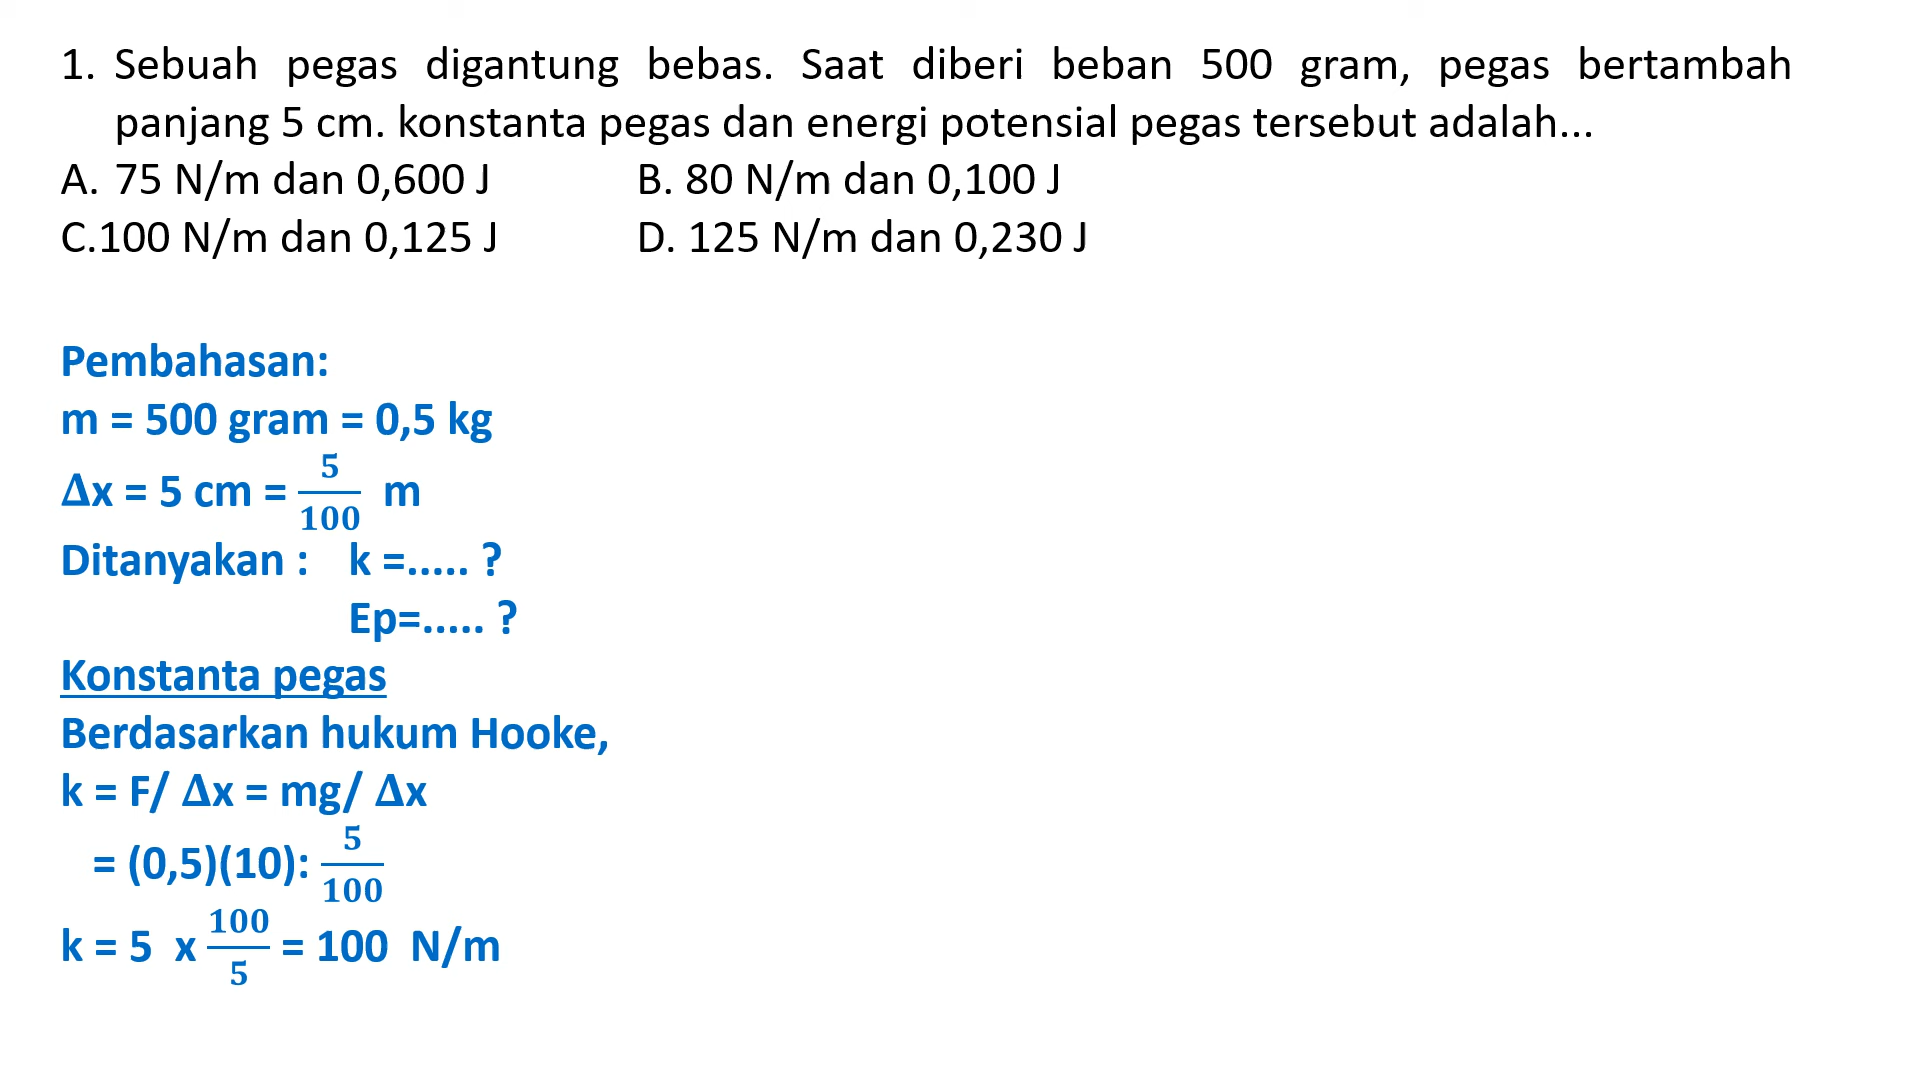 1. Sebuah pegas digantung bebas. Saat diberi beban 500 gram, pegas bertambah
panjang 5 cm. konstanta pegas dan energi potensial pegas tersebut adalah...
A. 75 N/m dan 0,600 J B. 80 N/m dan 0,100 J
C.100 N/m dan 0,125 J D. 125 N/m dan 0,230 J
Pembahasan:
m = 500 gram = 0,5 kg
Δx = 5 cm = 5/100 m
Ditanyakan : k =..... ?
Ep=..... ?
Konstanta pegas
Berdasarkan hukum Hooke,
k = F/ Δx = mg/ Δx
= (0,5)(10): 5/100
k = 5 x 100/5 = 100 N/m